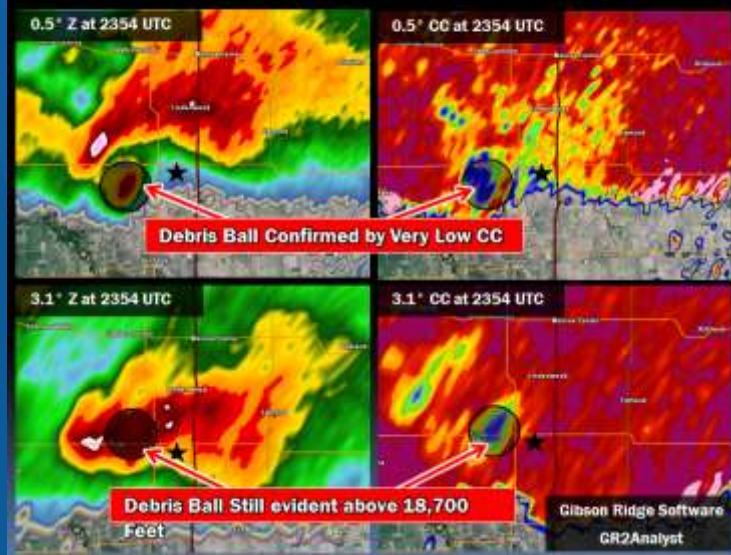 0.5° Z at 2354 UTC
0.5° CC at 2354 UTC
Debris Ball Confirmed by Very Low CC
3.1° Z at 2354 UTC
3.1° CC at 2354 UTC
Debris Ball Still evident above 18,700
Feet
Gibson Ridge Software
GR2Analyst